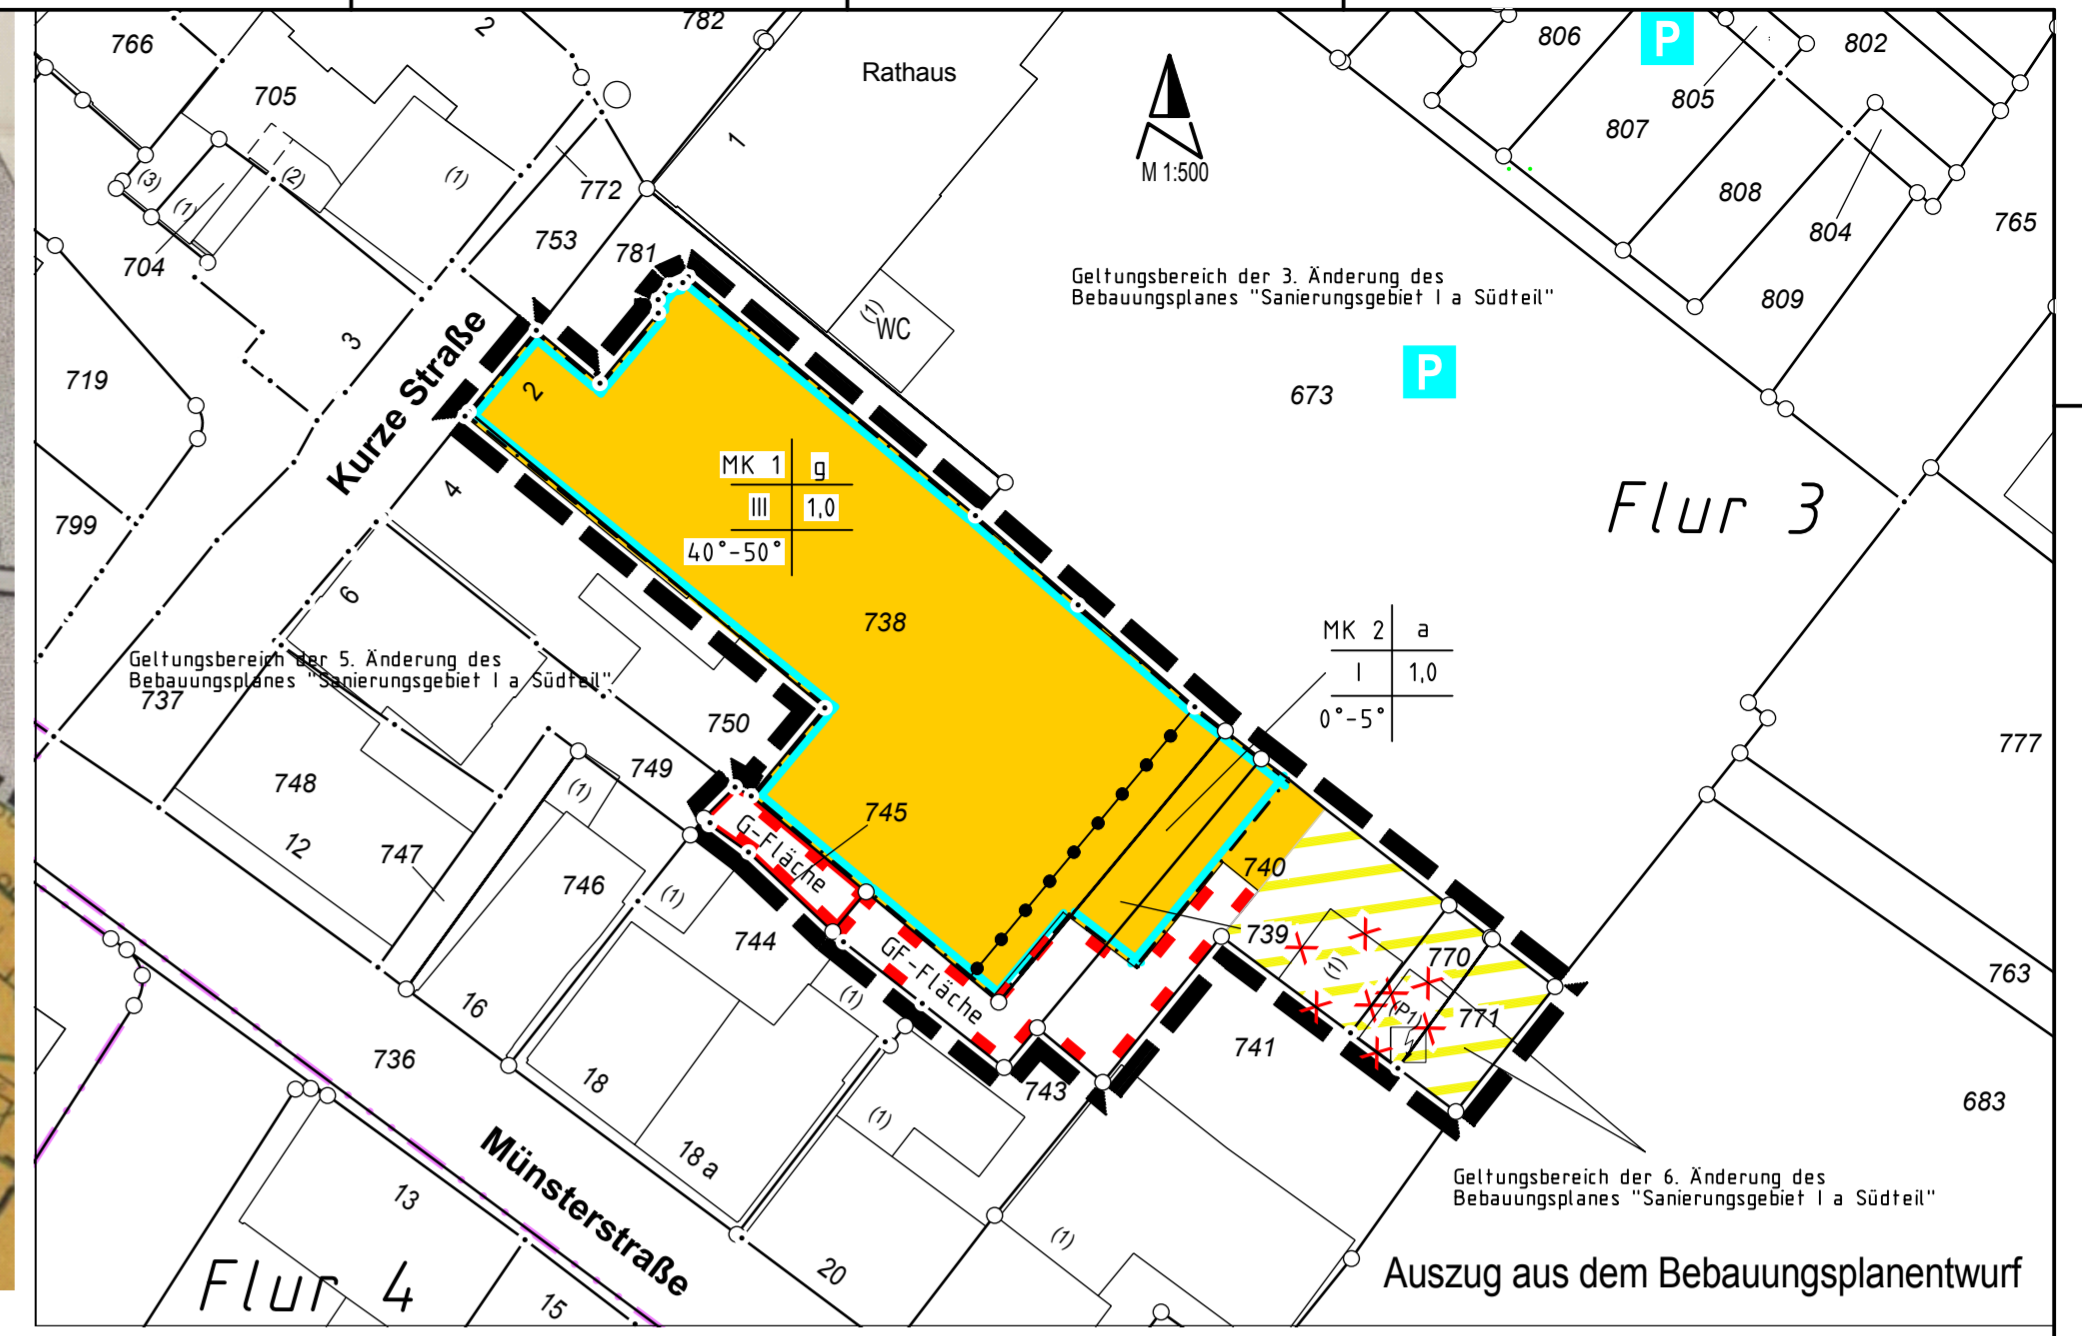 782
2
766
Rathaus
P
806
802
705
805
807
1
M 1:500
(3)
(2)
(1)
(1)
772
808
804
765
753
781
704
Geltungsbereich der 3. Änderung des
Bebauungsplanes "Sanierungsgebiet I a Südteil"
809
(1)
WC
3
Kurze Straße
719
2
P
673
MK 1
g
III
1,0
40°-50°
4
Flur 3
799
6
738
MK 2
a
I
1,0
0°-5°
Geltungsbereich der 5. Änderung des
Bebauungsplanes "Sanierungsgebiet I a Südteil"
737
750
777
749
748
(1)
745
G-Fläche
12
747
746
740
(1)
744
739
GF-Fläche
770
(1)
763
16
(1)
(P1)
771
736
741
18
743
683
(1)
18 a
Münsterstraße
Geltungsbereich der 6. Änderung des
Bebauungsplanes "Sanierungsgebiet I a Südteil"
13
(1)
20
Flur 4
15
Auszug aus dem Bebauungsplanentwurf